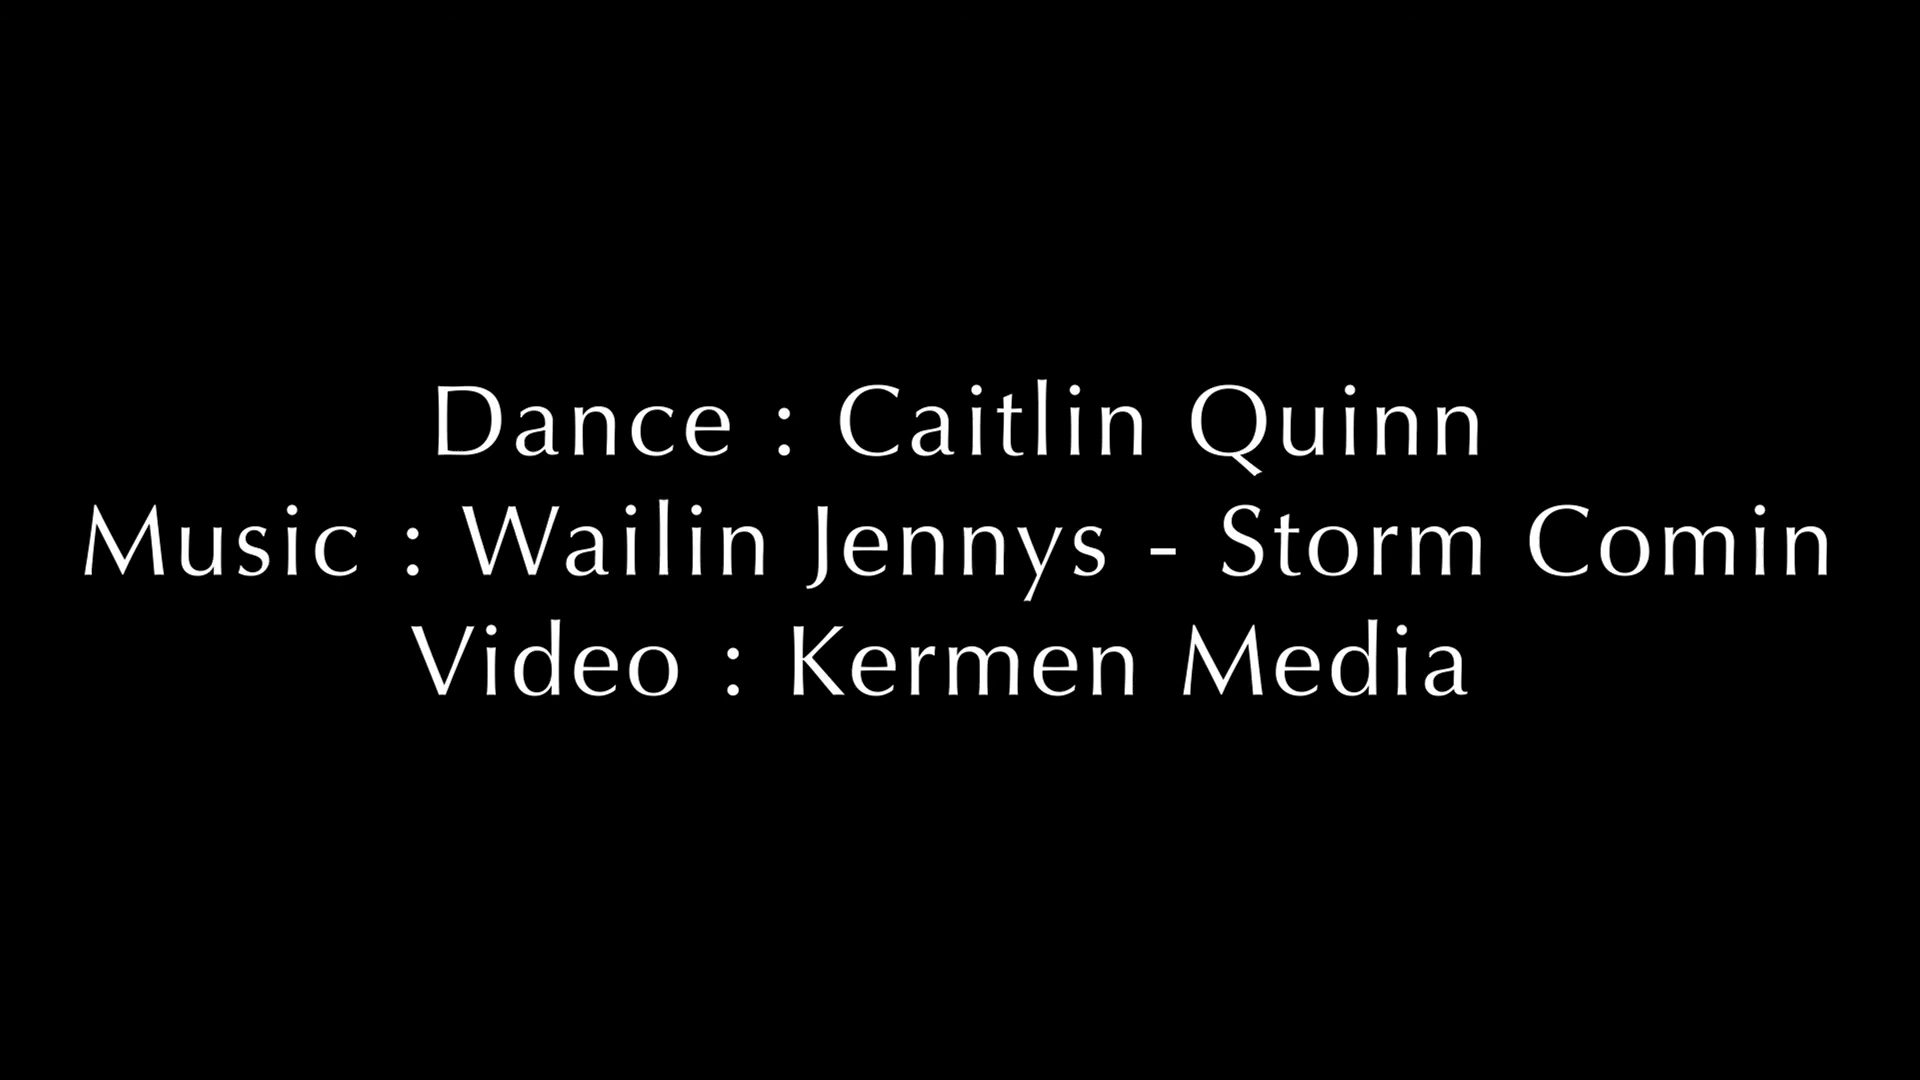 Dance : Caitlin Quinn
Music : Wailin Jennys - Storm Comin
Video : Kermen Media